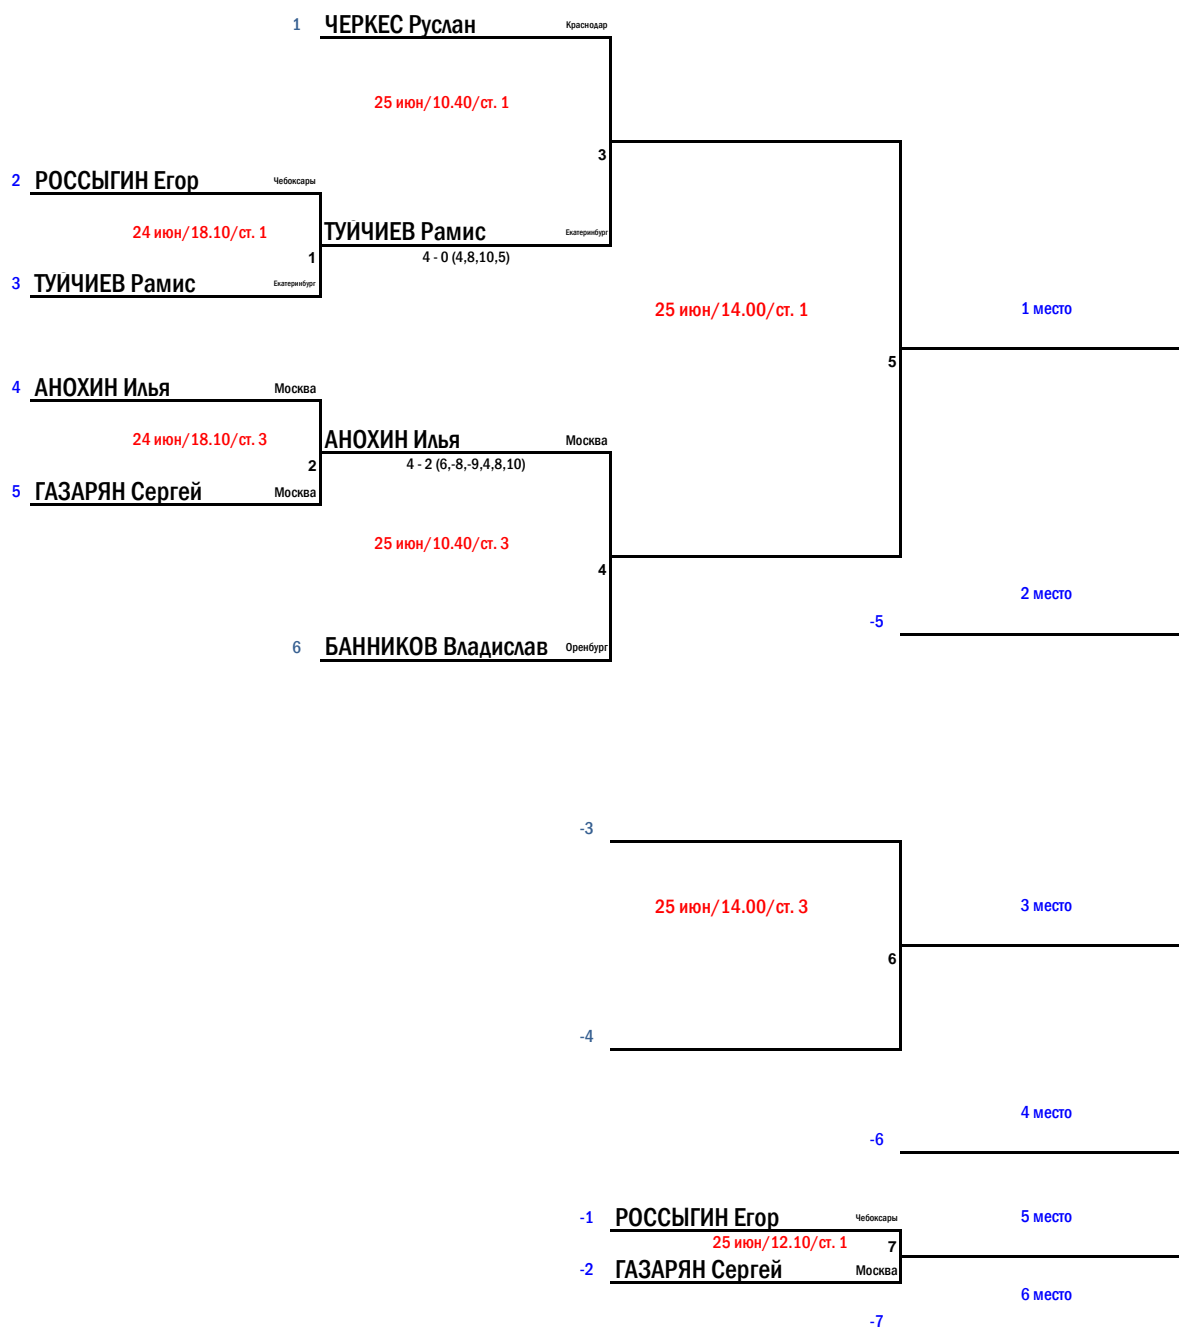 1 ЧЕРКЕС Руслан Краснодар
25 июн/10.40/ст. 1
3
2 РОССЫГИН Егор Чебоксары
24 июн/18.10/ст. 1
ТУЙЧИЕВ Рамис Екатеринбург
1
4 - 0 (4,8,10,5)
3 ТУЙЧИЕВ Рамис Екатеринбург
25 июн/14.00/ст. 1
1 место
5
4 АНОХИН Илья Москва
24 июн/18.10/ст. 3
АНОХИН Илья Москва
2
4 - 2 (6,-8,-9,4,8,10)
5 ГАЗАРЯН Сергей Москва
25 июн/10.40/ст. 3
4
2 место
-5
6 БАННИКОВ Владислав Оренбург
-3
25 июн/14.00/ст. 3
3 место
6
-4
4 место
-6
-1 РОССЫГИН Егор Чебоксары
5 место
25 июн/12.10/ст. 1
7
-2 ГАЗАРЯН Сергей Москва
6 место
-7